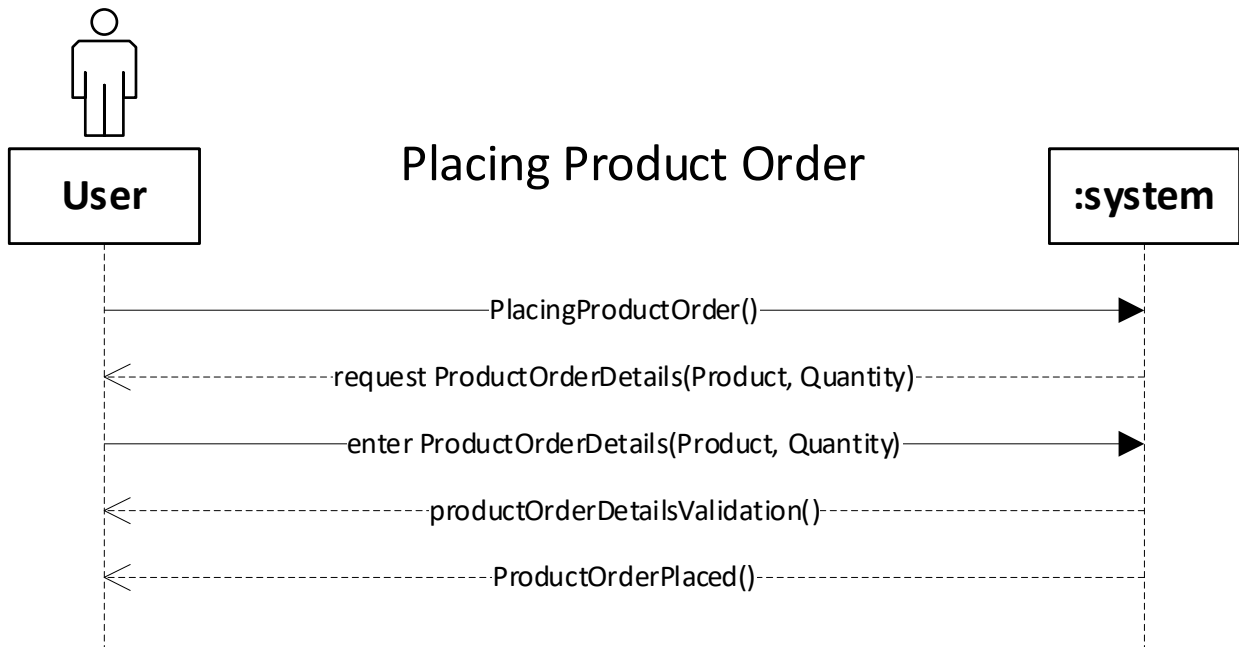 Placing Product Order
User
:system
PlacingProductOrder()
request ProductOrderDetails(Product, Quantity)
enter ProductOrderDetails(Product, Quantity)
productOrderDetailsValidation()
ProductOrderPlaced()